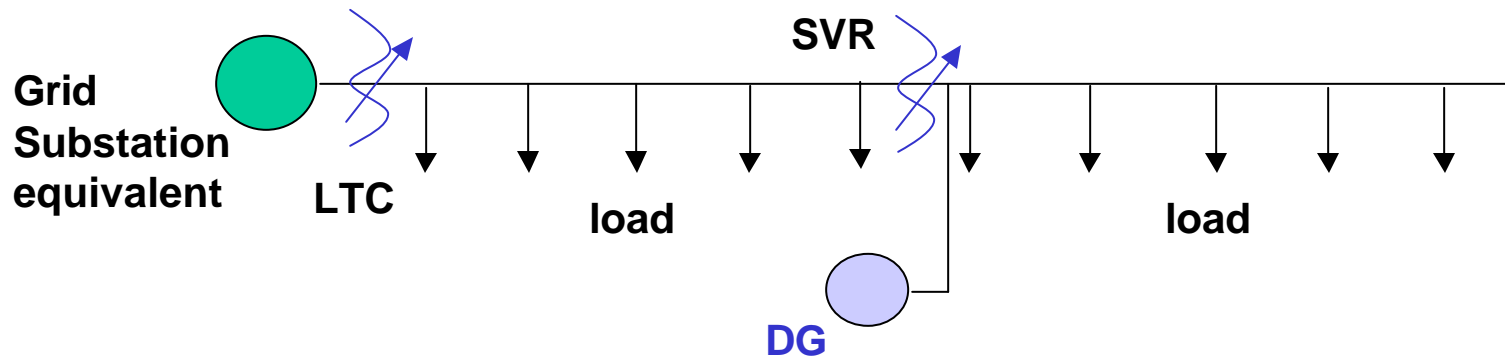 Grid
Substation
equivalent
LTC
load
SVR
DG
load